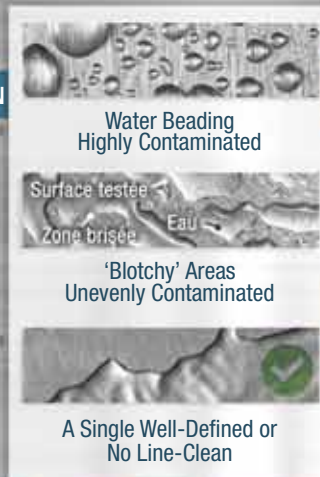 N
Water Beading
Highly Contaminated
Surface testée
Eau
Zone brisée
‘Blotchy’ Areas
Unevenly Contaminated
A Single Well-Defined or
No Line-Clean